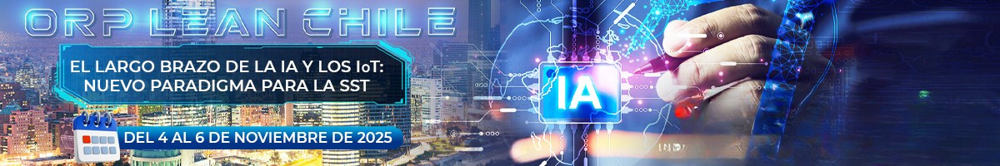 ORP LEAN CHILE
EL LARGO BRAZO DE LA IA Y LOS IoT:
NUEVO PARADIGMA PARA LA SST
DEL 4 AL 6 DE NOVIEMBRE DE 2025
IA